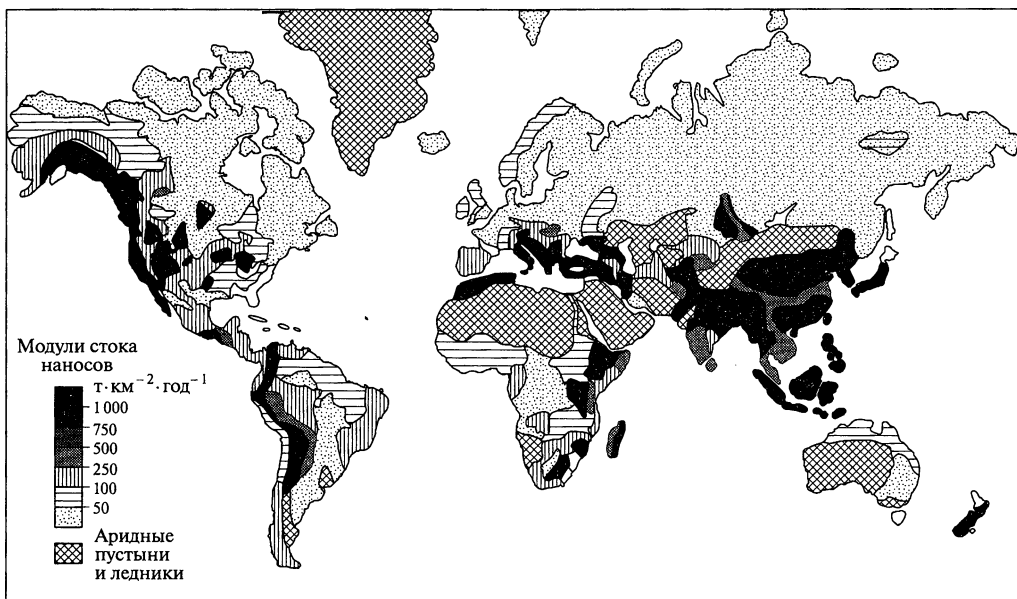 Модули стока
наносов
т·км⁻²·год⁻¹
1 000
750
500
250
100
50
Аридные
пустыни
и ледники